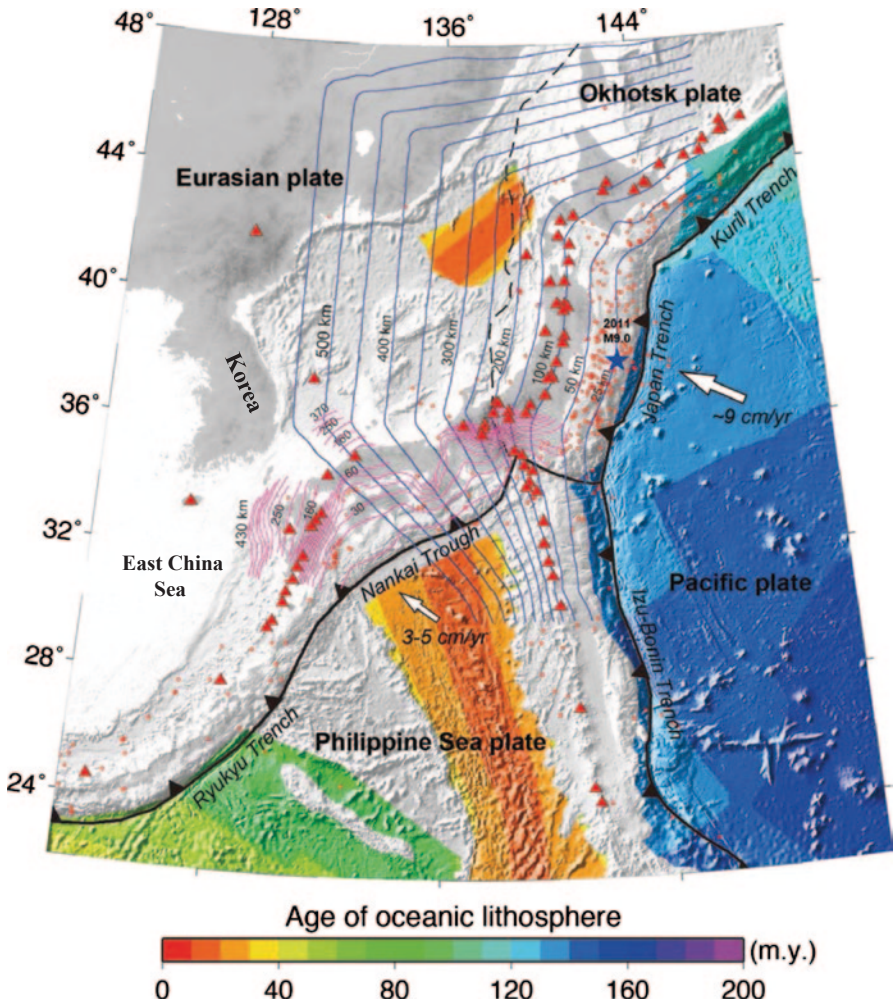 128°
136°
144°
48°
44°
40°
36°
32°
28°
24°
Okhotsk plate
Eurasian plate
Kuril Trench
Korea
500 km
400 km
300 km
200 km
100 km
50 km
2011
M9.0
Japan Trench
~9 cm/yr
370
250
160
60
30
430 km
250
160
East China
Sea
Nankai Trough
3-5 cm/yr
Pacific plate
Izu-Bonin Trench
Philippine Sea plate
Ryukyu Trench
Age of oceanic lithosphere
(m.y.)
0
40
80
120
160
200